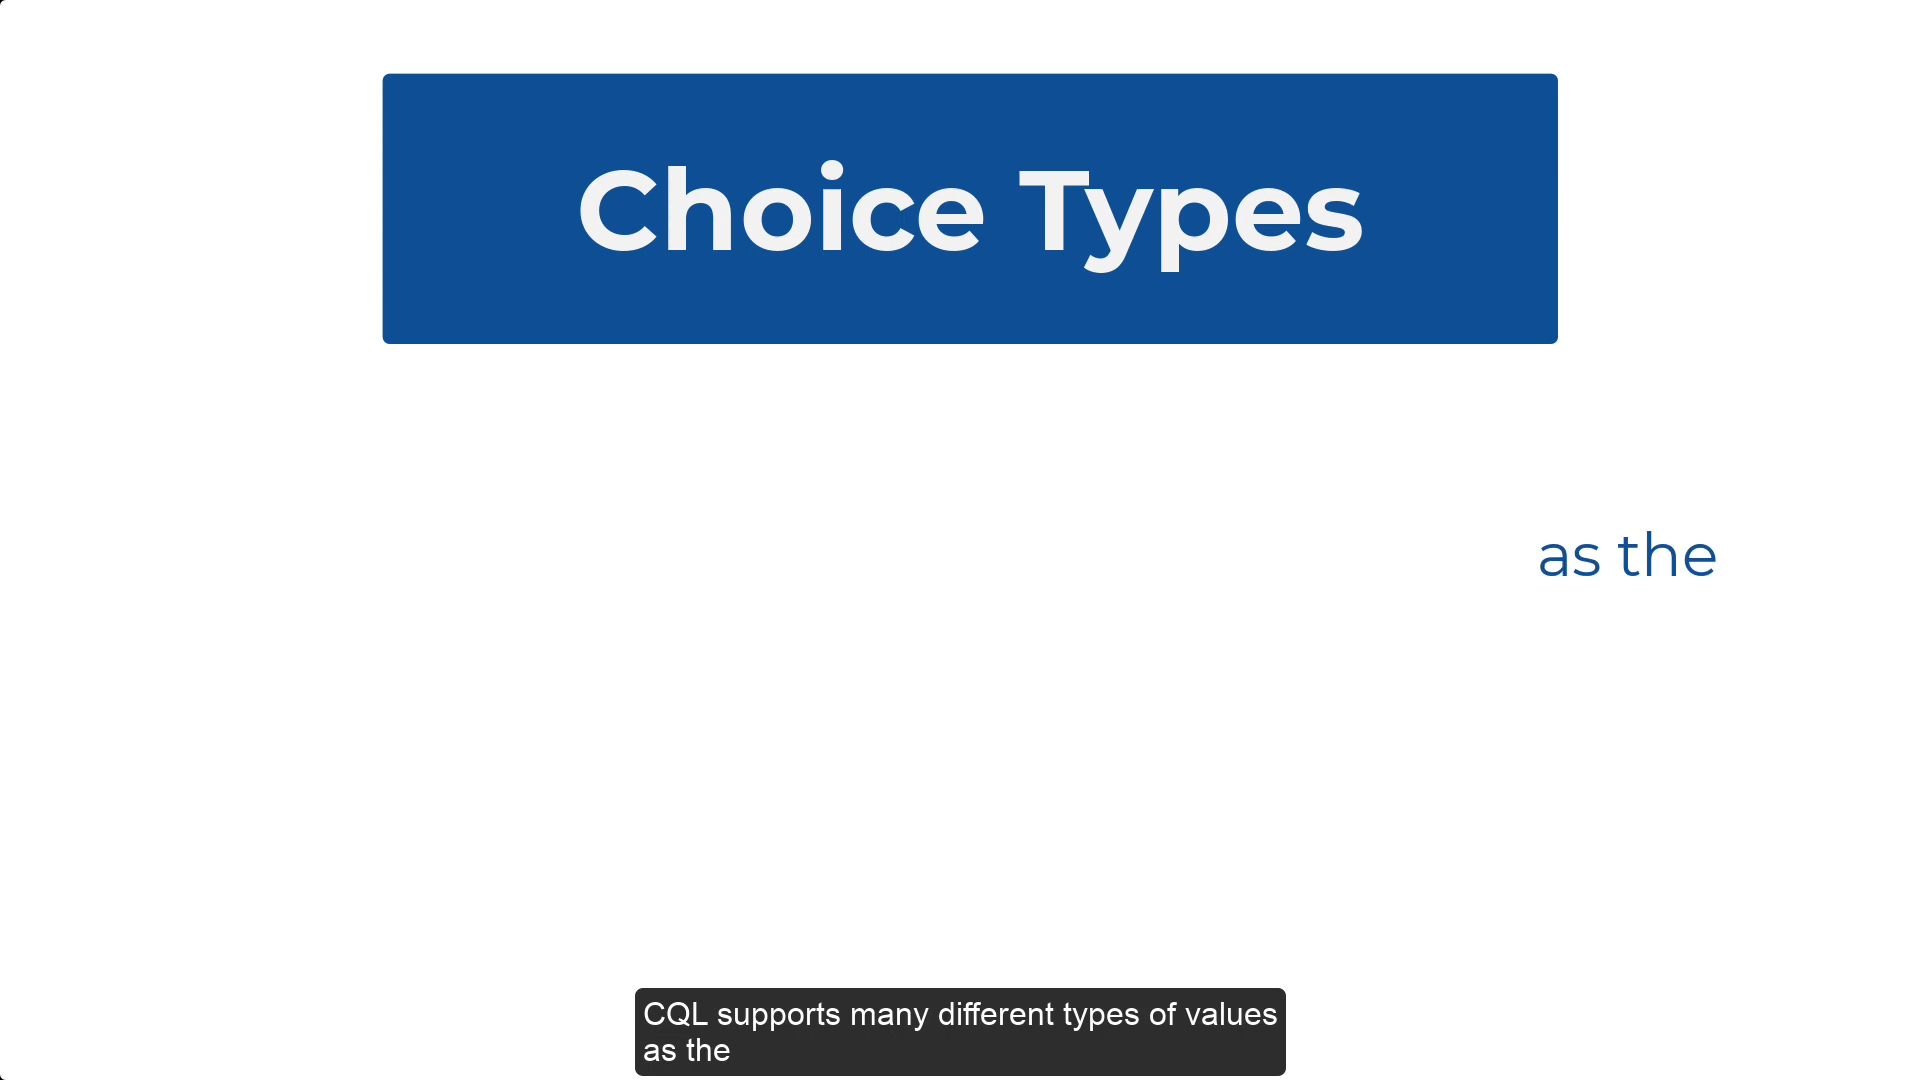 Choice Types
as the
CQL supports many different types of values
as the